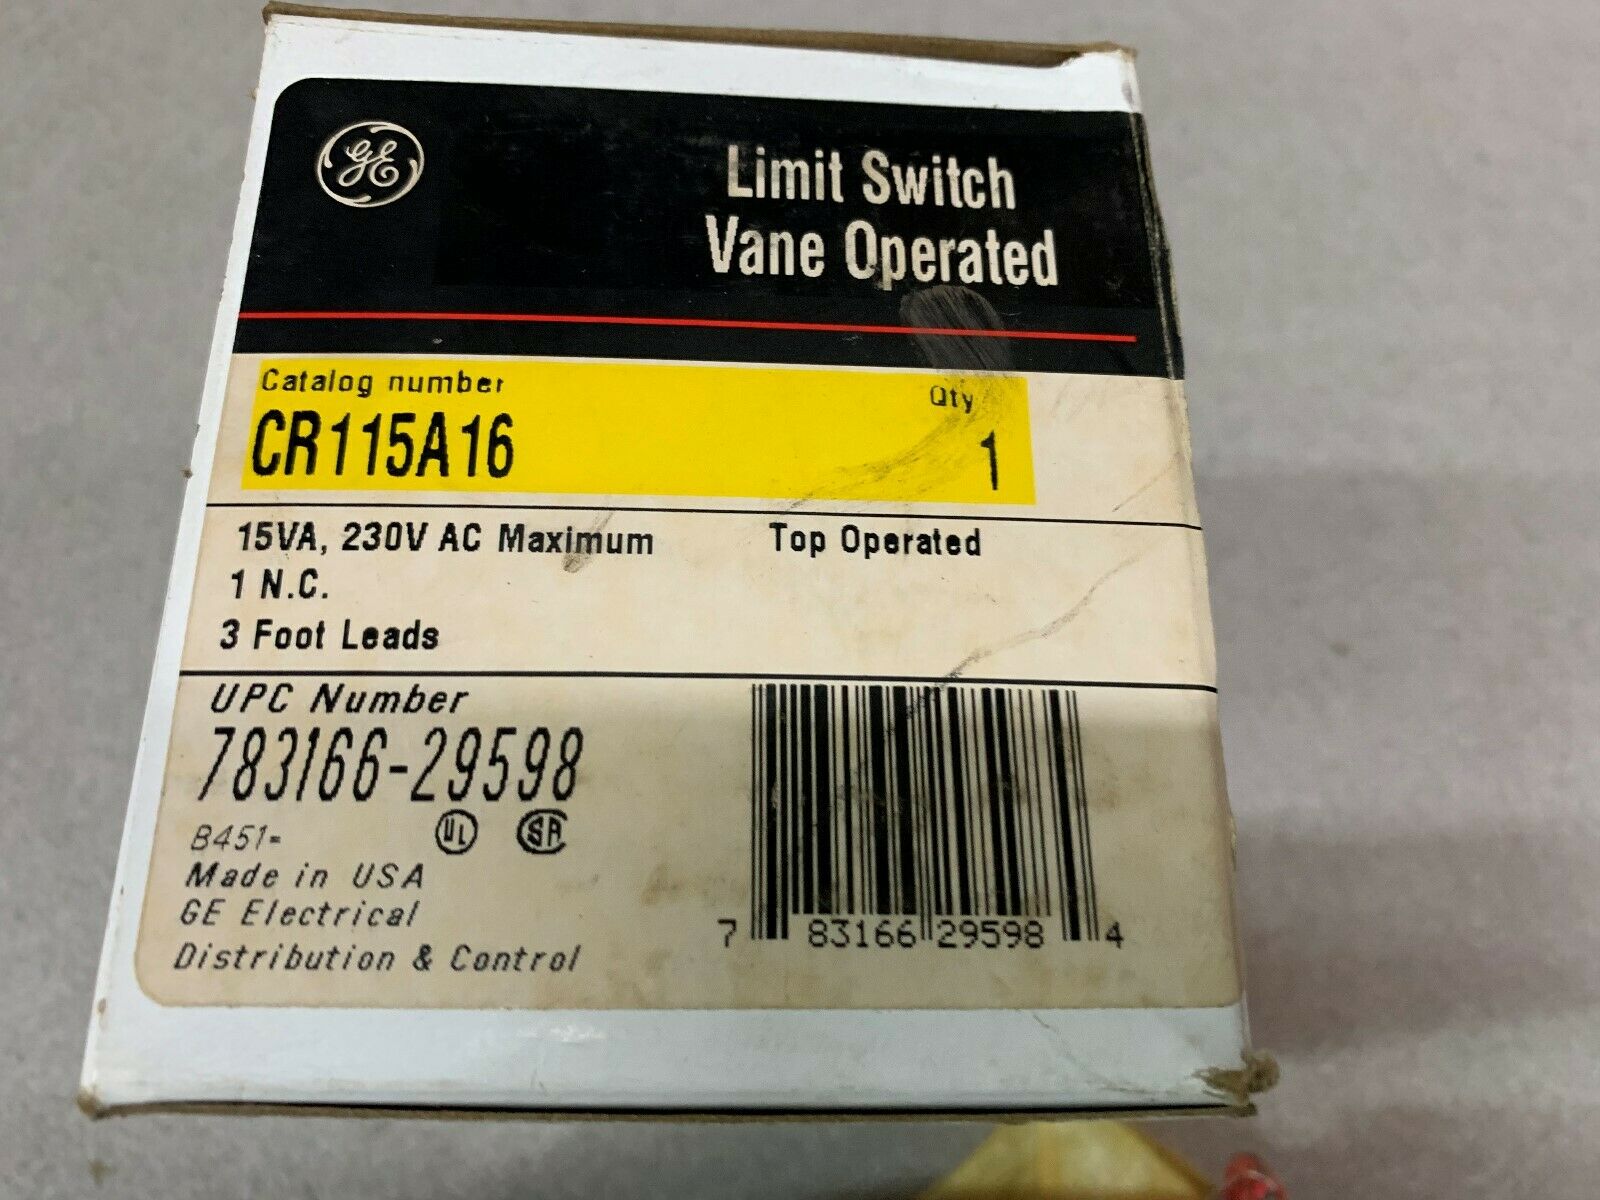 GE
Limit Switch
Vane Operated
Catalog number Qty
CR115A16 1
15VA, 230V AC Maximum Top Operated
1 N.C.
3 Foot Leads
UPC Number
783166-29598
B451-
UL SA
Made in USA
GE Electrical
Distribution & Control
7 83166 29598 4